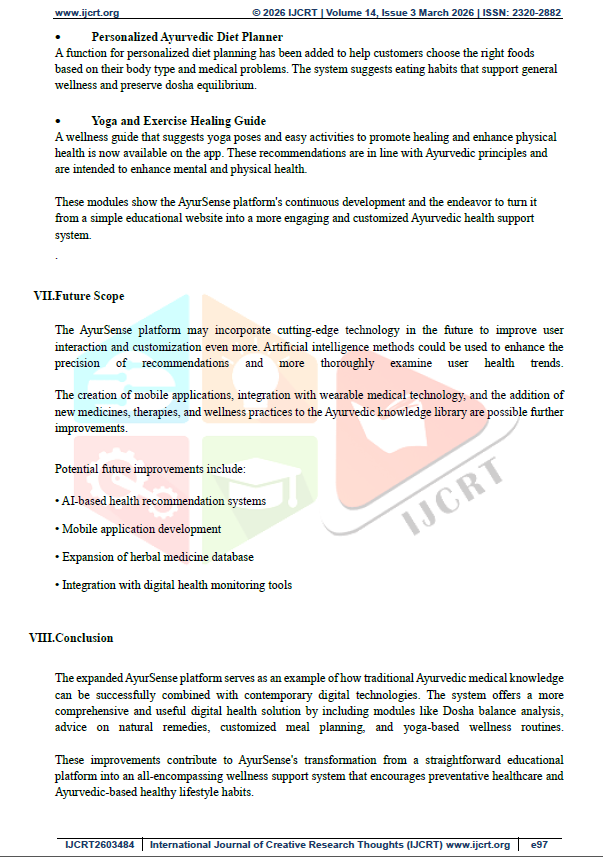 www.ijcrt.org © 2026 IJCRT | Volume 14, Issue 3 March 2026 | ISSN: 2320-2882
• Personalized Ayurvedic Diet Planner
A function for personalized diet planning has been added to help customers choose the right foods
based on their body type and medical problems. The system suggests eating habits that support general
wellness and preserve dosha equilibrium.
• Yoga and Exercise Healing Guide
A wellness guide that suggests yoga poses and easy activities to promote healing and enhance physical
health is now available on the app. These recommendations are in line with Ayurvedic principles and
are intended to enhance mental and physical health.
These modules show the AyurSense platform's continuous development and the endeavor to turn it
from a simple educational website into a more engaging and customized Ayurvedic health support
system.
.
VII.Future Scope
The AyurSense platform may incorporate cutting-edge technology in the future to improve user
interaction and customization even more. Artificial intelligence methods could be used to enhance the
precision of recommendations and more thoroughly examine user health trends.
The creation of mobile applications, integration with wearable medical technology, and the addition of
new medicines, therapies, and wellness practices to the Ayurvedic knowledge library are possible further
improvements.
Potential future improvements include:
• AI-based health recommendation systems
• Mobile application development
• Expansion of herbal medicine database
• Integration with digital health monitoring tools
IJCRT
VIII.Conclusion
The expanded AyurSense platform serves as an example of how traditional Ayurvedic medical knowledge
can be successfully combined with contemporary digital technologies. The system offers a more
comprehensive and useful digital health solution by including modules like Dosha balance analysis,
advice on natural remedies, customized meal planning, and yoga-based wellness routines.
These improvements contribute to AyurSense's transformation from a straightforward educational
platform into an all-encompassing wellness support system that encourages preventative healthcare and
Ayurvedic-based healthy lifestyle habits.
IJCRT2603484 | International Journal of Creative Research Thoughts (IJCRT) www.ijcrt.org | e97